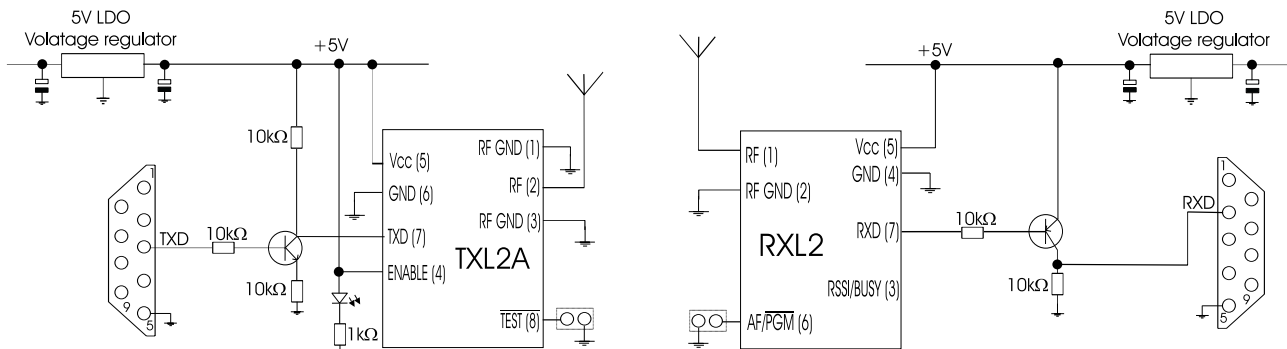 5V LDO
Volatage regulator
+5V
10kΩ
Vcc (5)
GND (6)
TXD (7)
ENABLE (4)
RF GND (1)
RF (2)
RF GND (3)
TXL2A
TEST (8)
1
TXD
9
5
10kΩ
10kΩ
1kΩ
+5V
5V LDO
Volatage regulator
RF (1)
RF GND (2)
Vcc (5)
GND (4)
RXD (7)
RXL2
RSSI/BUSY (3)
AF/PGM (6)
10kΩ
10kΩ
RXD
1
9
5